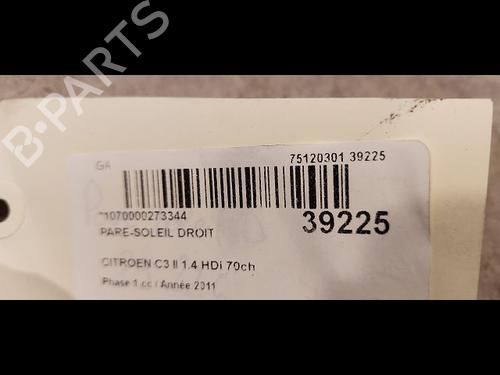 B-PARTS
GA
75120301 39225
*1070000273344
39225
PARE-SOLEIL DROIT
CITROEN C3 II 1.4 HDi 70ch
Phase 1 cc / Année 2011